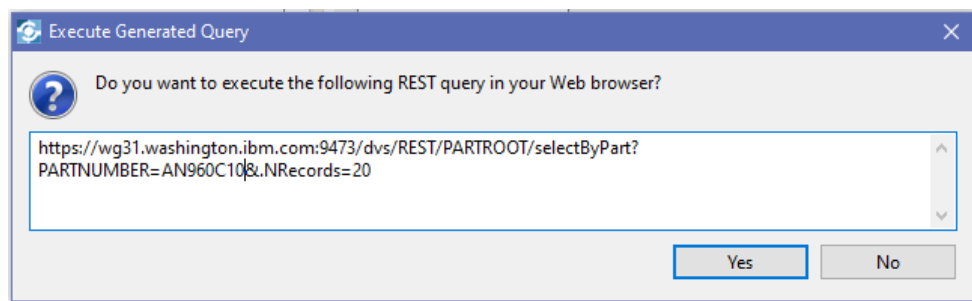 Execute Generated Query
Do you want to execute the following REST query in your Web browser?
https://wg31.washington.ibm.com:9473/dvs/REST/PARTROOT/selectByPart?
PARTNUMBER=AN960C10&.NRecords=20
Yes
No